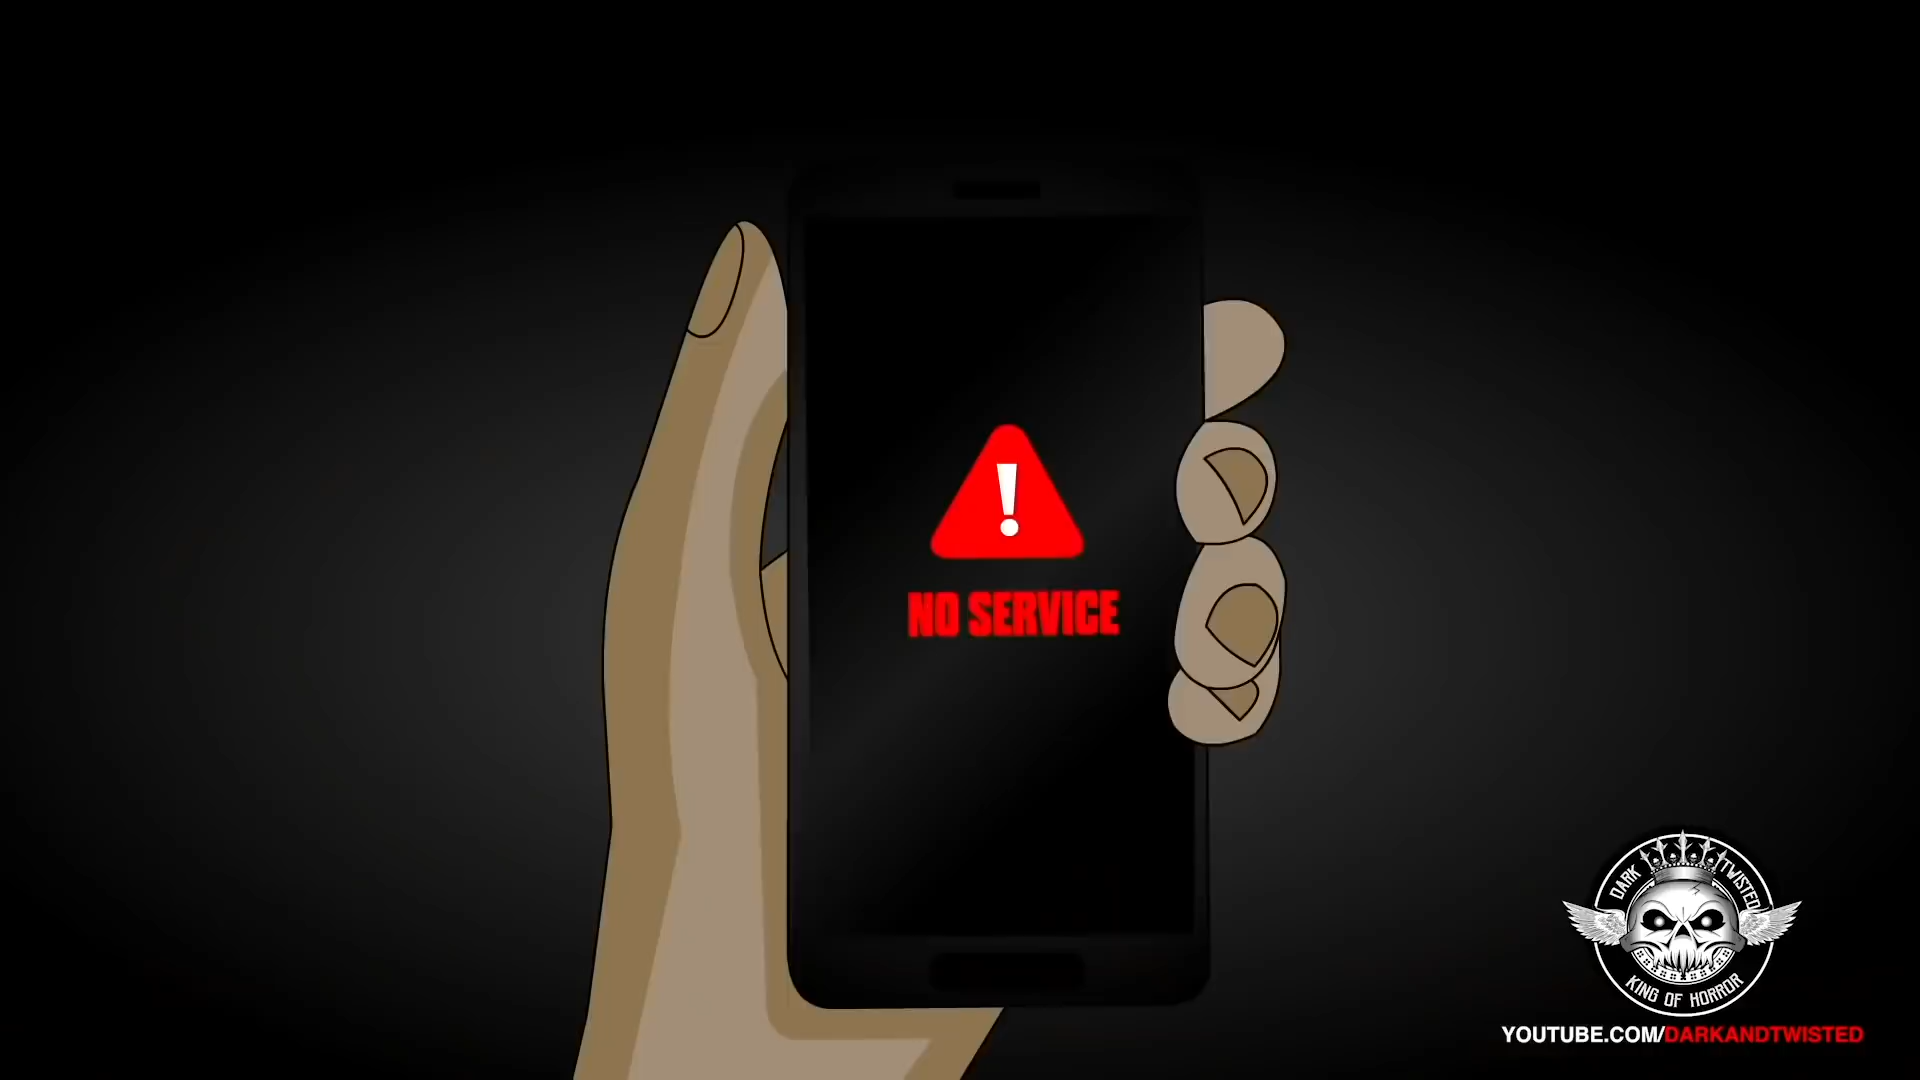 !
NO SERVICE
DARK TWISTED
KING OF HORROR
YOUTUBE.COM/DARKANDTWISTED